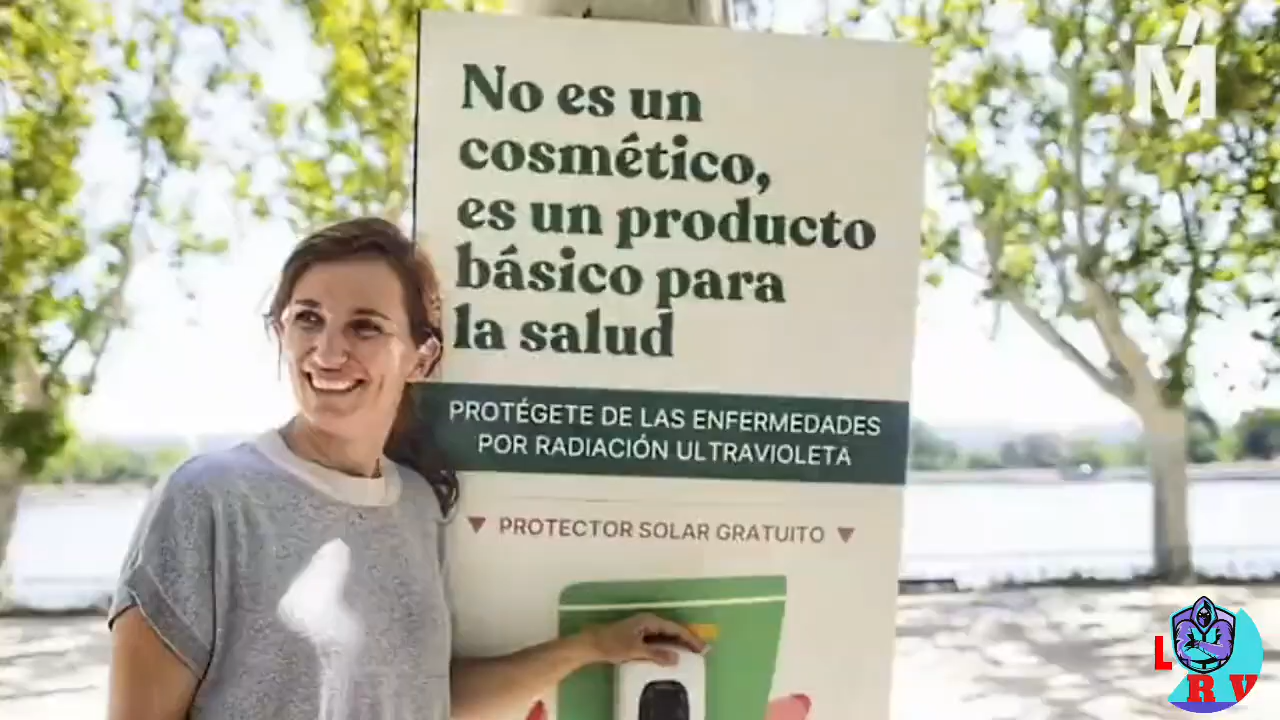 Ḿ
No es un
cosmético,
es un producto
básico para
la salud
PROTÉGETE DE LAS ENFERMEDADES
POR RADIACIÓN ULTRAVIOLETA
▼ PROTECTOR SOLAR GRATUITO ▼
L
R V